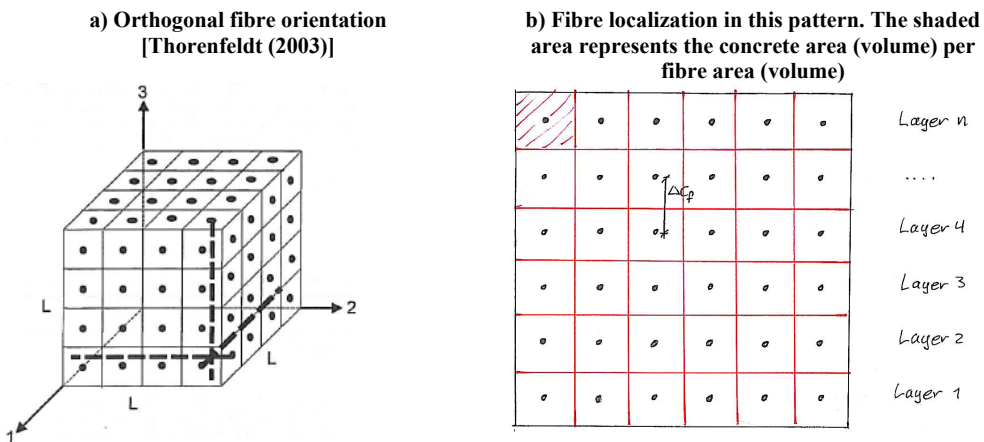 a) Orthogonal fibre orientation
[Thorenfeldt (2003)]
3
L
2
L
L
1
b) Fibre localization in this pattern. The shaded
area represents the concrete area (volume) per
fibre area (volume)
Layer n
....
ΔCf
Layer 4
Layer 3
Layer 2
Layer 1